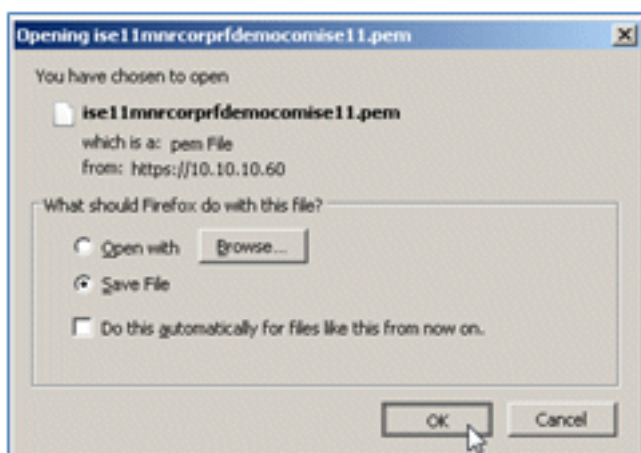 Opening ise11mnrcorprfdemocomise11.pem
You have chosen to open
ise11mnrcorprfdemocomise11.pem
which is a: pem File
from: https://10.10.10.60
What should Firefox do with this file?
Open with Browse...
Save File
Do this automatically for files like this from now on.
OK Cancel